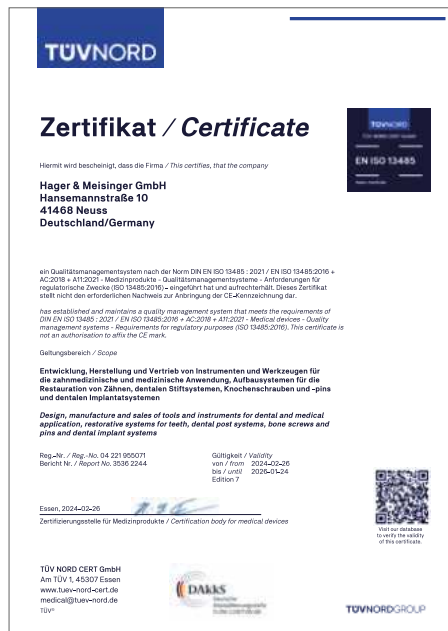 TÜVNORD
Zertifikat / Certificate
TÜVNORD
EN ISO 13485
Hiermit wird bescheinigt, dass die Firma / This certifies, that the company
Hager & Meisinger GmbH
Hansemannstraße 10
41468 Neuss
Deutschland/Germany
ein Qualitätsmanagementsystem nach der Norm DIN EN ISO 13485 : 2021 / EN ISO 13485:2016 +
AC:2018 + A11:2021 - Medizinprodukte - Qualitätsmanagementsysteme - Anforderungen für
regulatorische Zwecke (ISO 13485:2016) – eingeführt hat und aufrechterhält. Dieses Zertifikat
stellt nicht den erforderlichen Nachweis zur Anbringung der CE-Kennzeichnung dar.
has established and maintains a quality management system that meets the requirements of
DIN EN ISO 13485 : 2021 / EN ISO 13485:2016 + AC:2018 + A11:2021 - Medical devices - Quality
management systems - Requirements for regulatory purposes (ISO 13485:2016). This certificate is
not an authorisation to affix the CE mark.
Geltungsbereich / Scope
Entwicklung, Herstellung und Vertrieb von Instrumenten und Werkzeugen für
die zahnmedizinische und medizinische Anwendung, Aufbausystemen für die
Restauration von Zähnen, dentalen Stiftsystemen, Knochenschrauben und -pins
und dentalen Implantatsystemen
Design, manufacture and sales of tools and instruments for dental and medical
application, restorative systems for teeth, dental post systems, bone screws and
pins and dental implant systems
Reg.-Nr. / Reg.-No. 04 221 955071
Bericht Nr. / Report No. 3536 2244
Gültigkeit / Validity
von / from 2024-02-26
bis / until 2026-01-24
Edition 7
Essen, 2024-02-26
Zertifizierungsstelle für Medizinprodukte / Certification body for medical devices
Visit our database
to verify the validity
of this certificate.
TÜV NORD CERT GmbH
Am TÜV 1, 45307 Essen
www.tuev-nord-cert.de
medical@tuev-nord.de
TÜV®
DAkkS
Deutsche
Akkreditierungsstelle
TÜVNORDGROUP